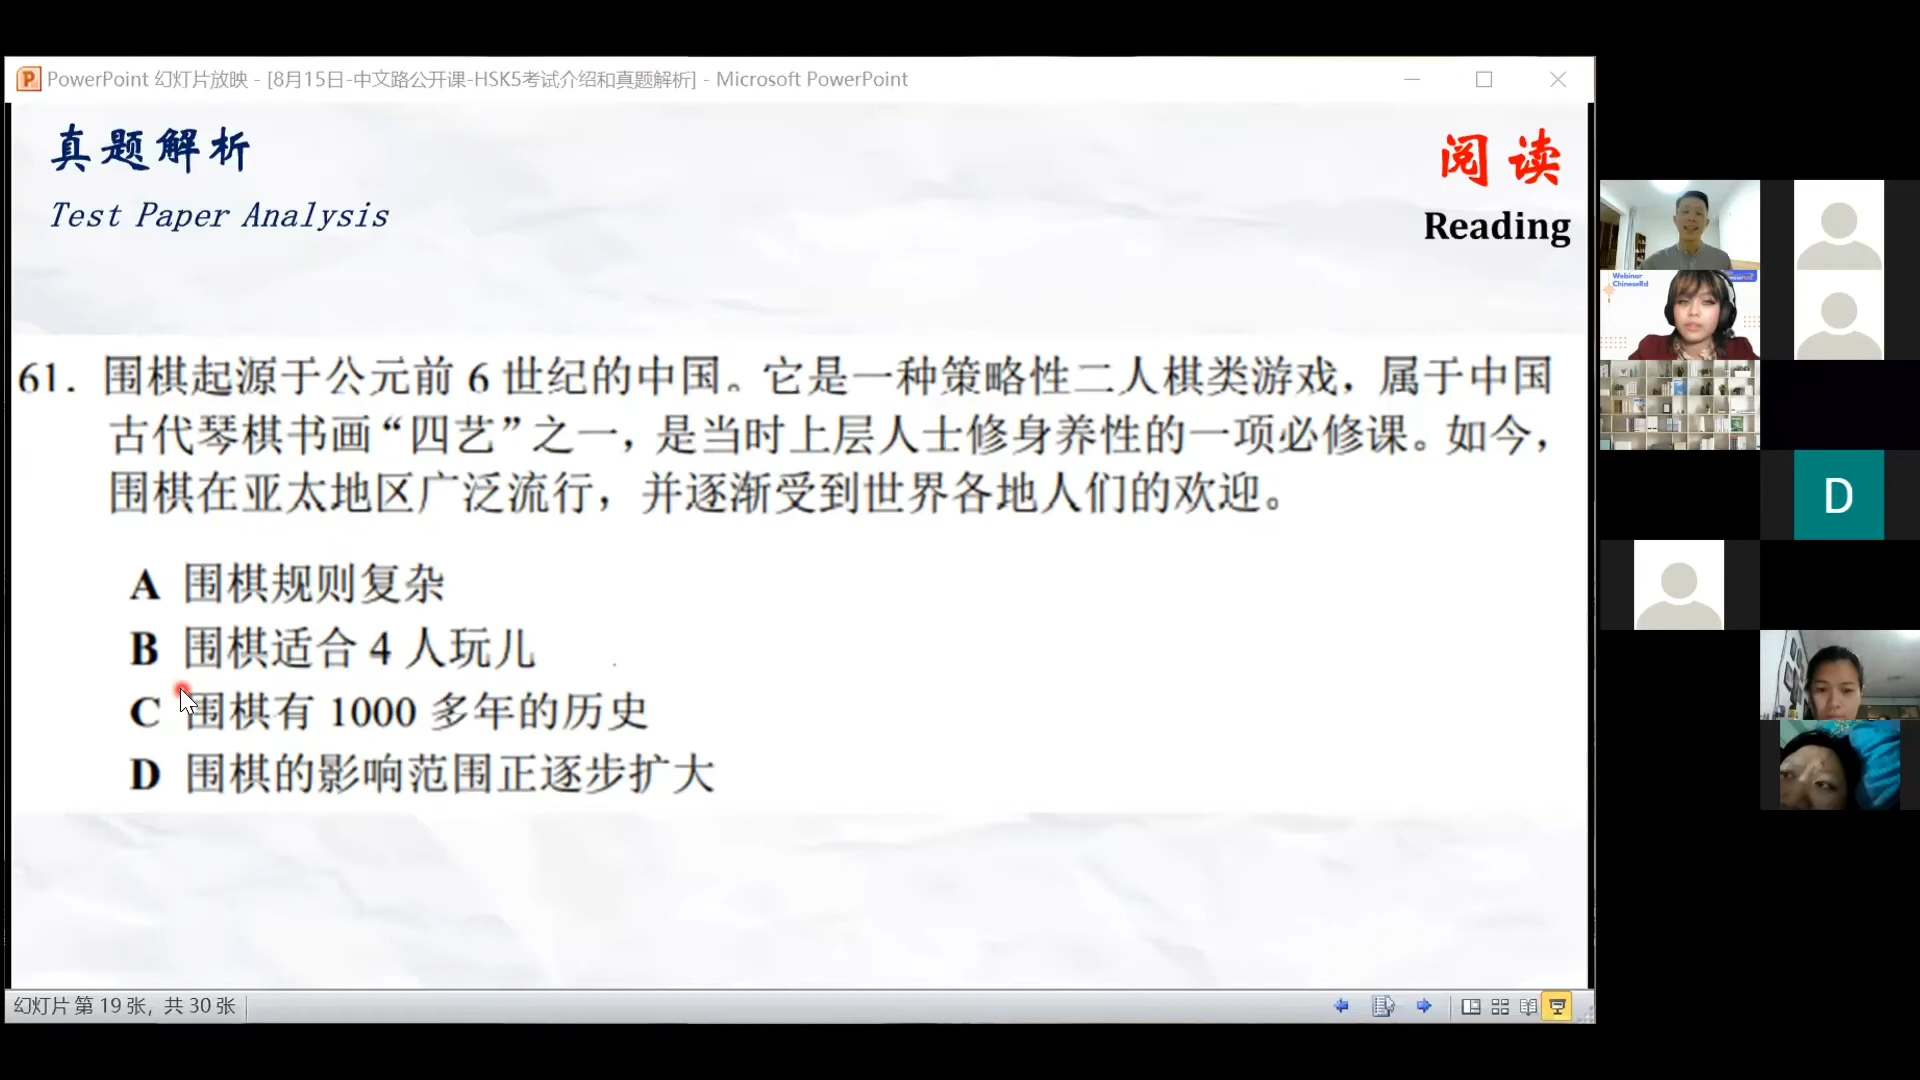 PowerPoint 幻灯片放映 - [8月15日-中文路公开课-HSK5考试介绍和真题解析] - Microsoft PowerPoint
真题解析
Test Paper Analysis
阅读
Reading
61. 围棋起源于公元前 6 世纪的中国。它是一种策略性二人棋类游戏，属于中国
古代琴棋书画“四艺”之一，是当时上层人士修身养性的一项必修课。如今，
围棋在亚太地区广泛流行，并逐渐受到世界各地人们的欢迎。
A 围棋规则复杂
B 围棋适合 4 人玩儿
C 围棋有 1000 多年的历史
D 围棋的影响范围正逐步扩大
幻灯片 第 19 张，共 30 张
Webinar
ChineseRd
D